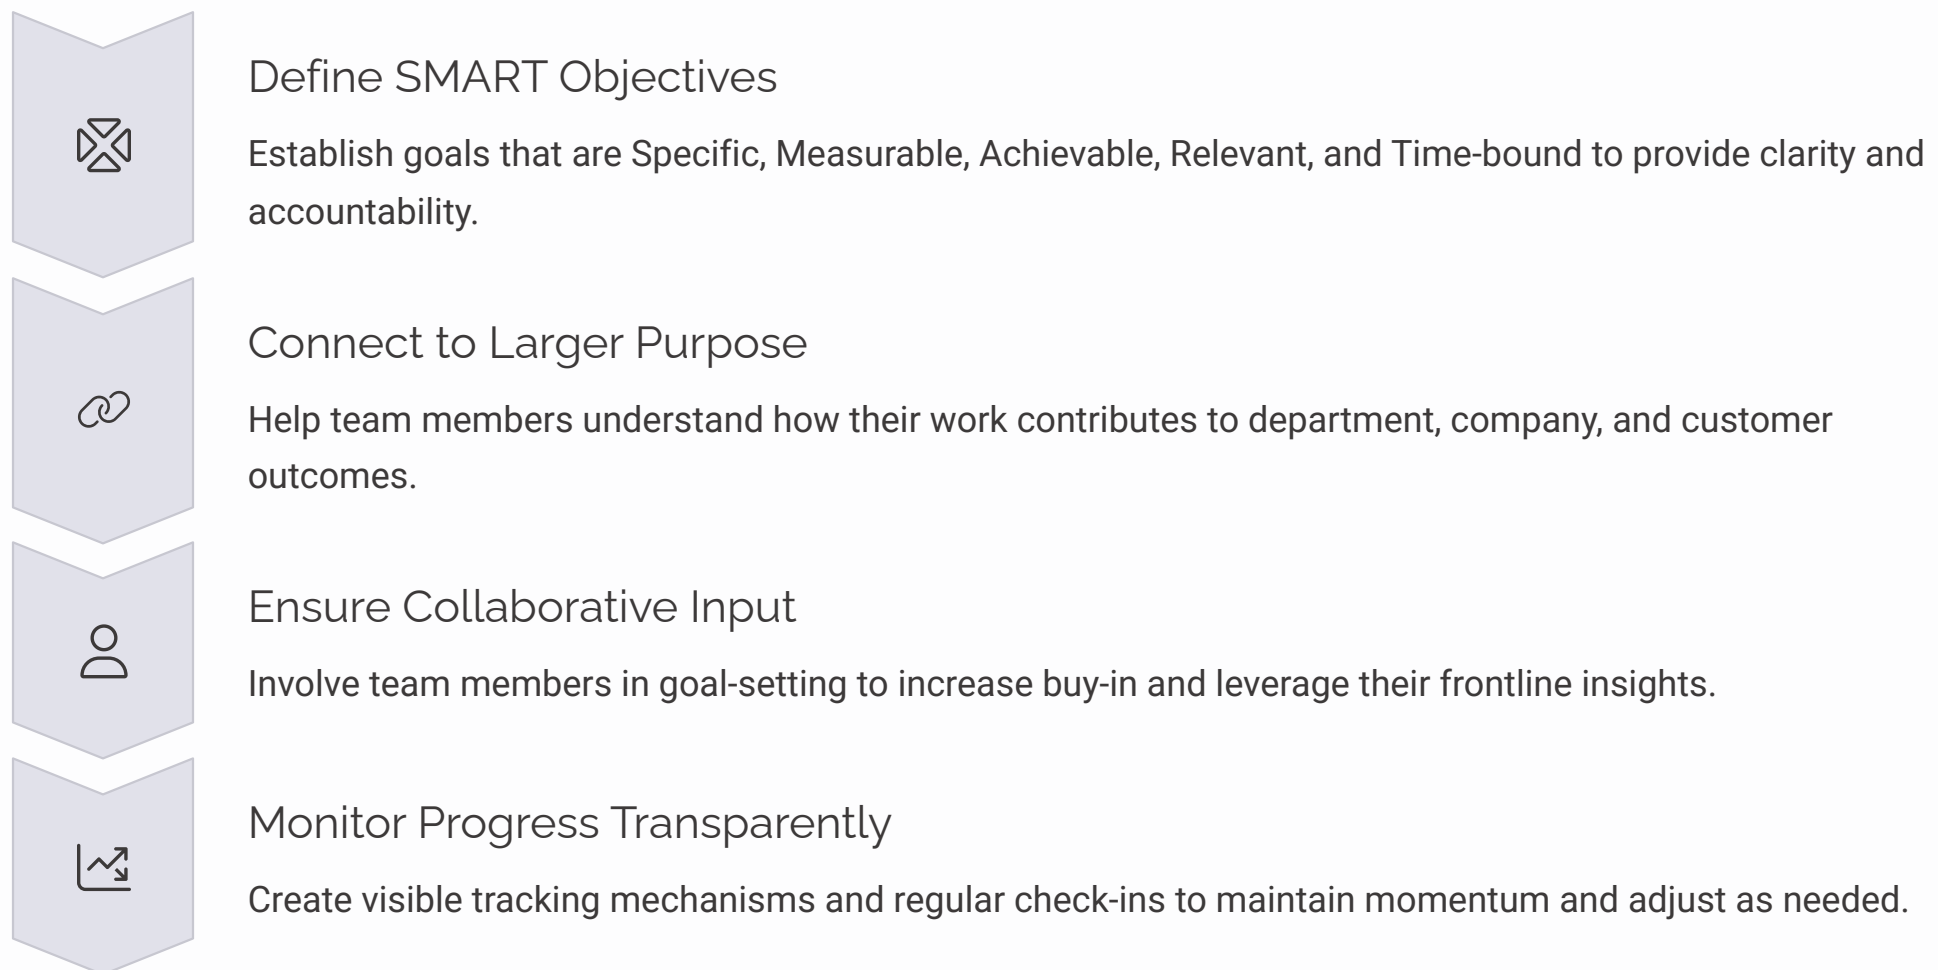 Define SMART Objectives
Establish goals that are Specific, Measurable, Achievable, Relevant, and Time-bound to provide clarity and
accountability.
Connect to Larger Purpose
Help team members understand how their work contributes to department, company, and customer
outcomes.
Ensure Collaborative Input
Involve team members in goal-setting to increase buy-in and leverage their frontline insights.
Monitor Progress Transparently
Create visible tracking mechanisms and regular check-ins to maintain momentum and adjust as needed.